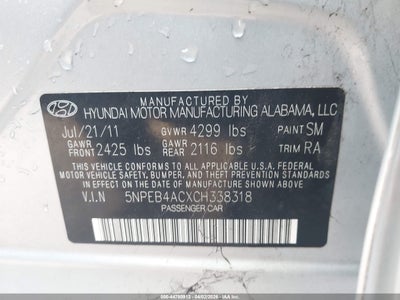 MANUFACTURED BY
HYUNDAI MOTOR MANUFACTURING ALABAMA, LLC
Jul/21/11 GVWR 4299 lbs PAINT SM
GAWR FRONT 2425 lbs GAWR REAR 2116 lbs TRIM RA
THIS VEHICLE CONFORMS TO ALL APPLICABLE U.S.A. FEDERAL
MOTOR VEHICLE SAFETY, BUMPER, AND THEFT PREVENTION
STANDARDS IN EFFECT ON THE DATE OF MANUFACTURE SHOWN ABOVE.
V.I.N 5NPEB4ACXCH338318
PASSENGER CAR